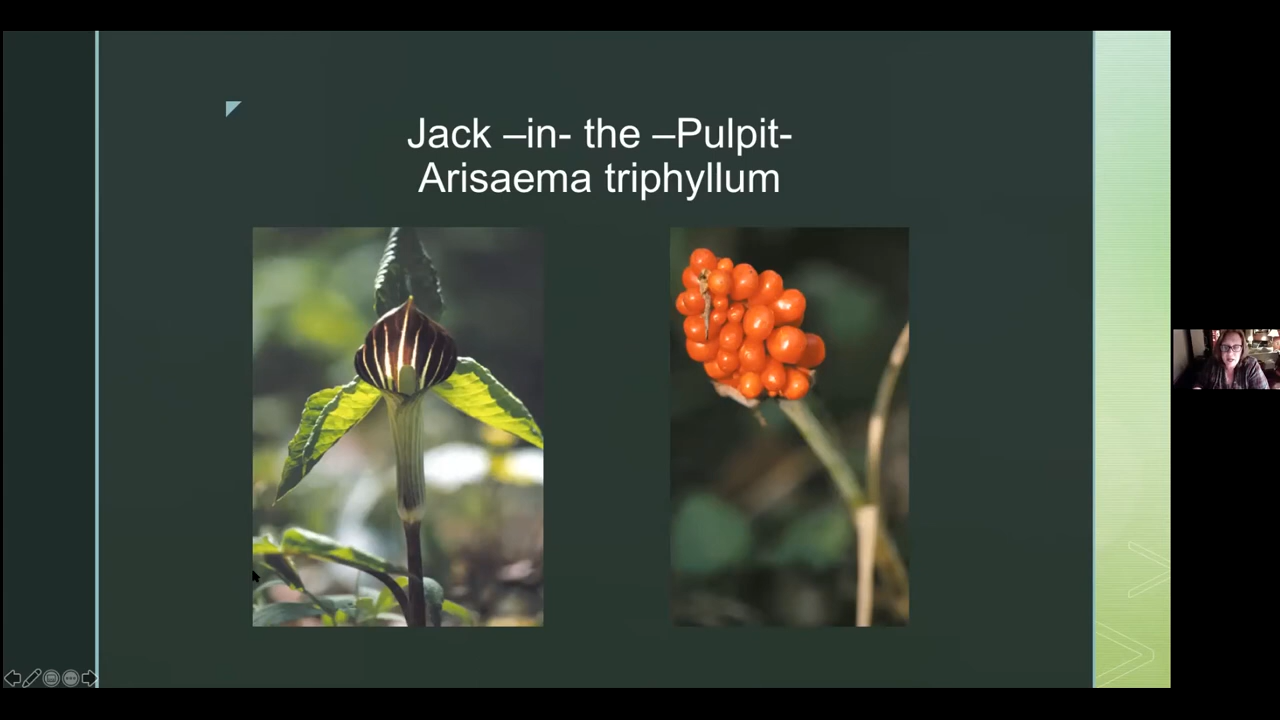 Jack –in- the –Pulpit-
Arisaema triphyllum